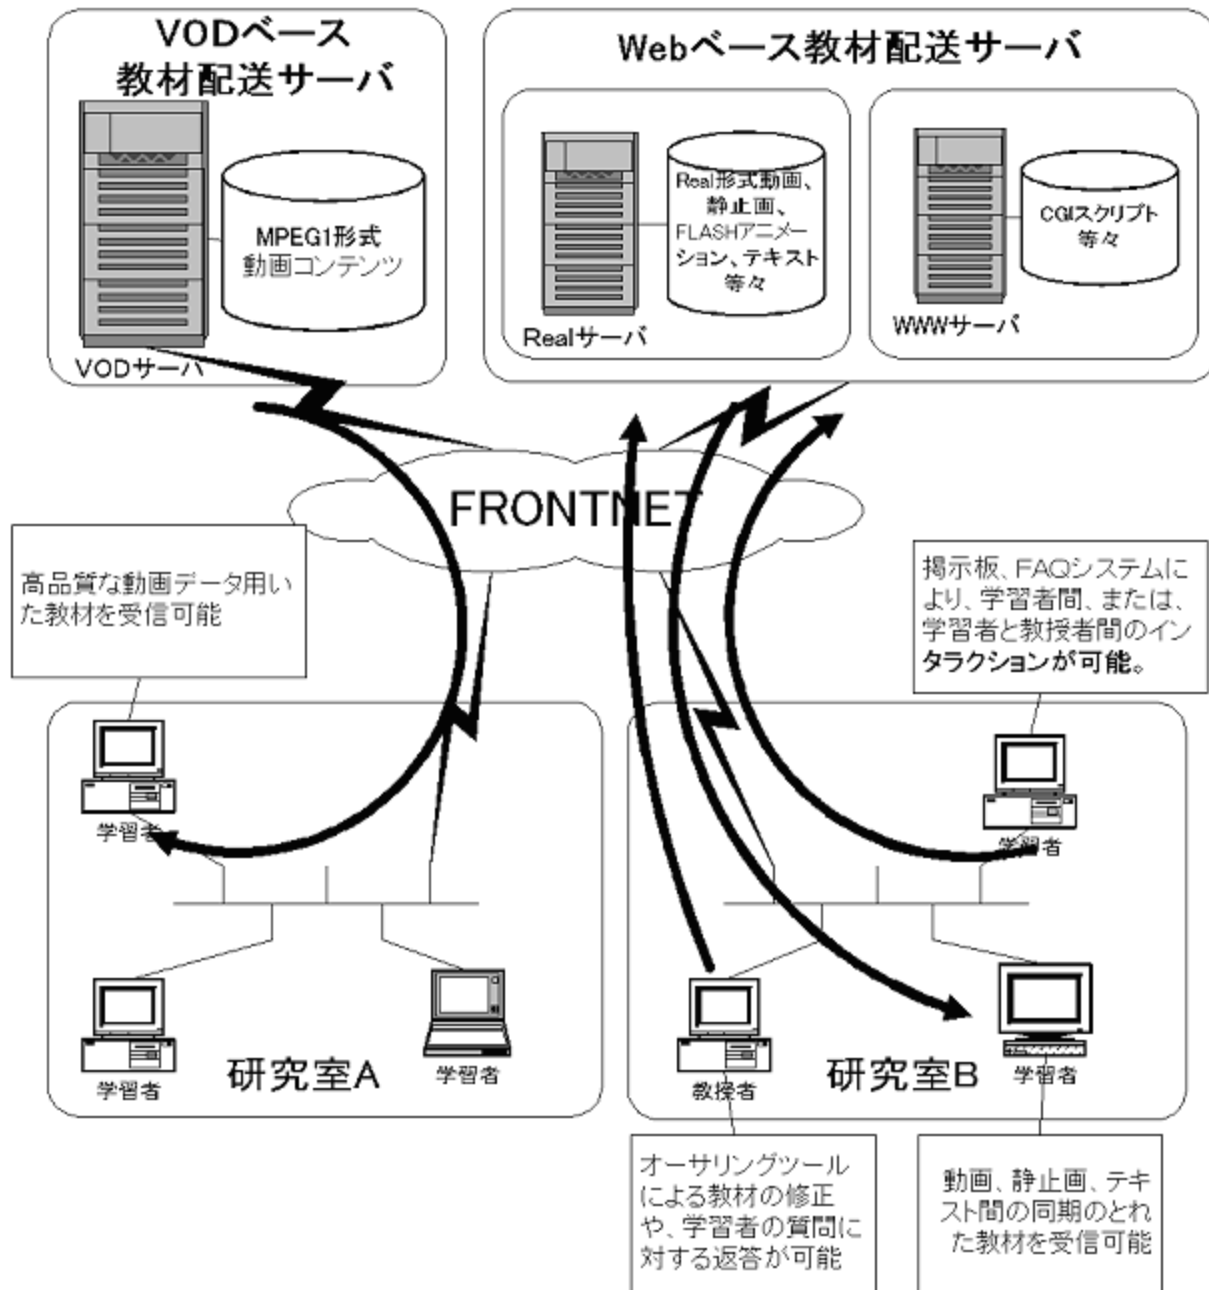 VODベース
教材配送サーバ
MPEG1形式
動画コンテンツ
VODサーバ
Webベース教材配送サーバ
Real形式動画、
静止画、
FLASHアニメー
ション、テキスト
等々
Realサーバ
CGIスクリプト
等々
WWWサーバ
FRONTNET
高品質な動画データ用い
た教材を受信可能
掲示板、FAQシステムに
より、学習者間、または、
学習者と教授者間のイン
タラクションが可能。
学習者
学習者
学習者
研究室A
学習者
教授者
研究室B
学習者
オーサリングツール
による教材の修正
や、学習者の質問に
対する返答が可能
動画、静止画、テキ
スト間の同期のとれ
た教材を受信可能